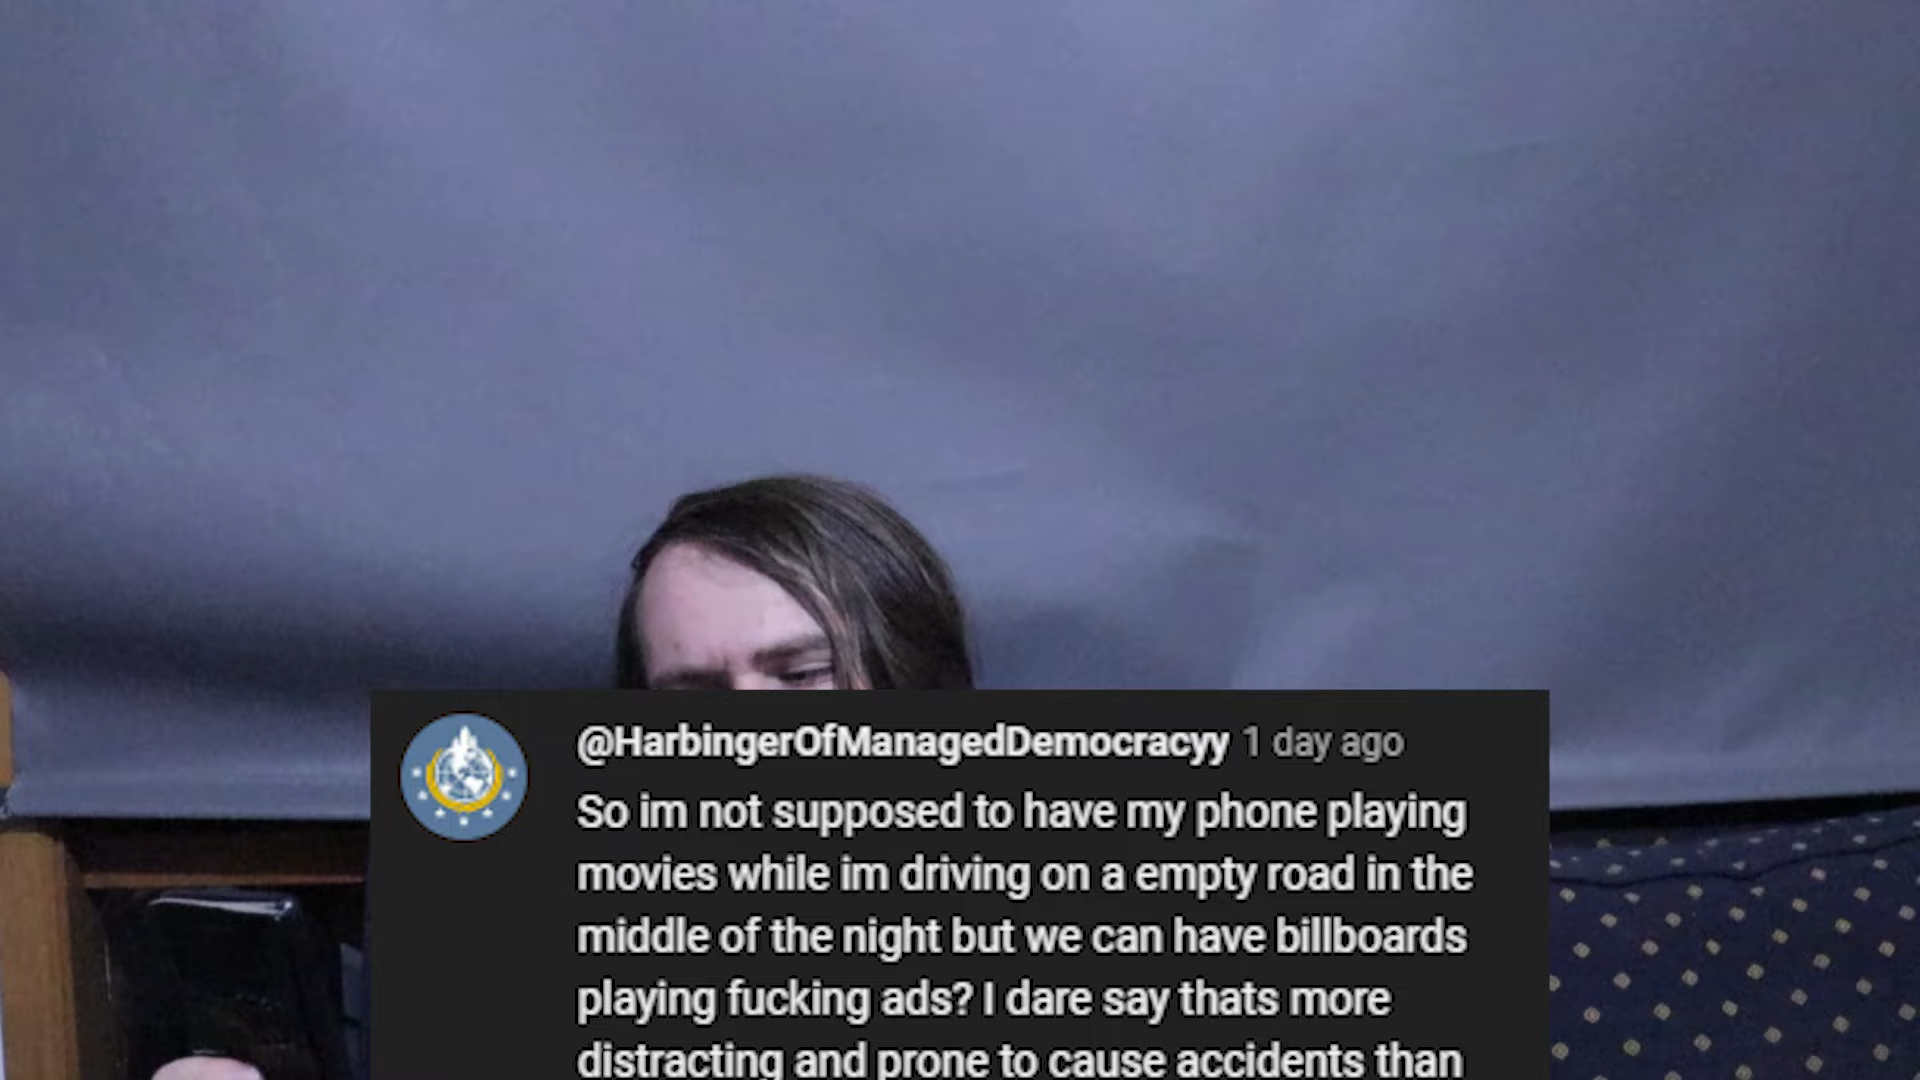 @HarbingerOfManagedDemocracyy 1 day ago
So im not supposed to have my phone playing
movies while im driving on a empty road in the
middle of the night but we can have billboards
playing fucking ads? I dare say thats more
distracting and prone to cause accidents than